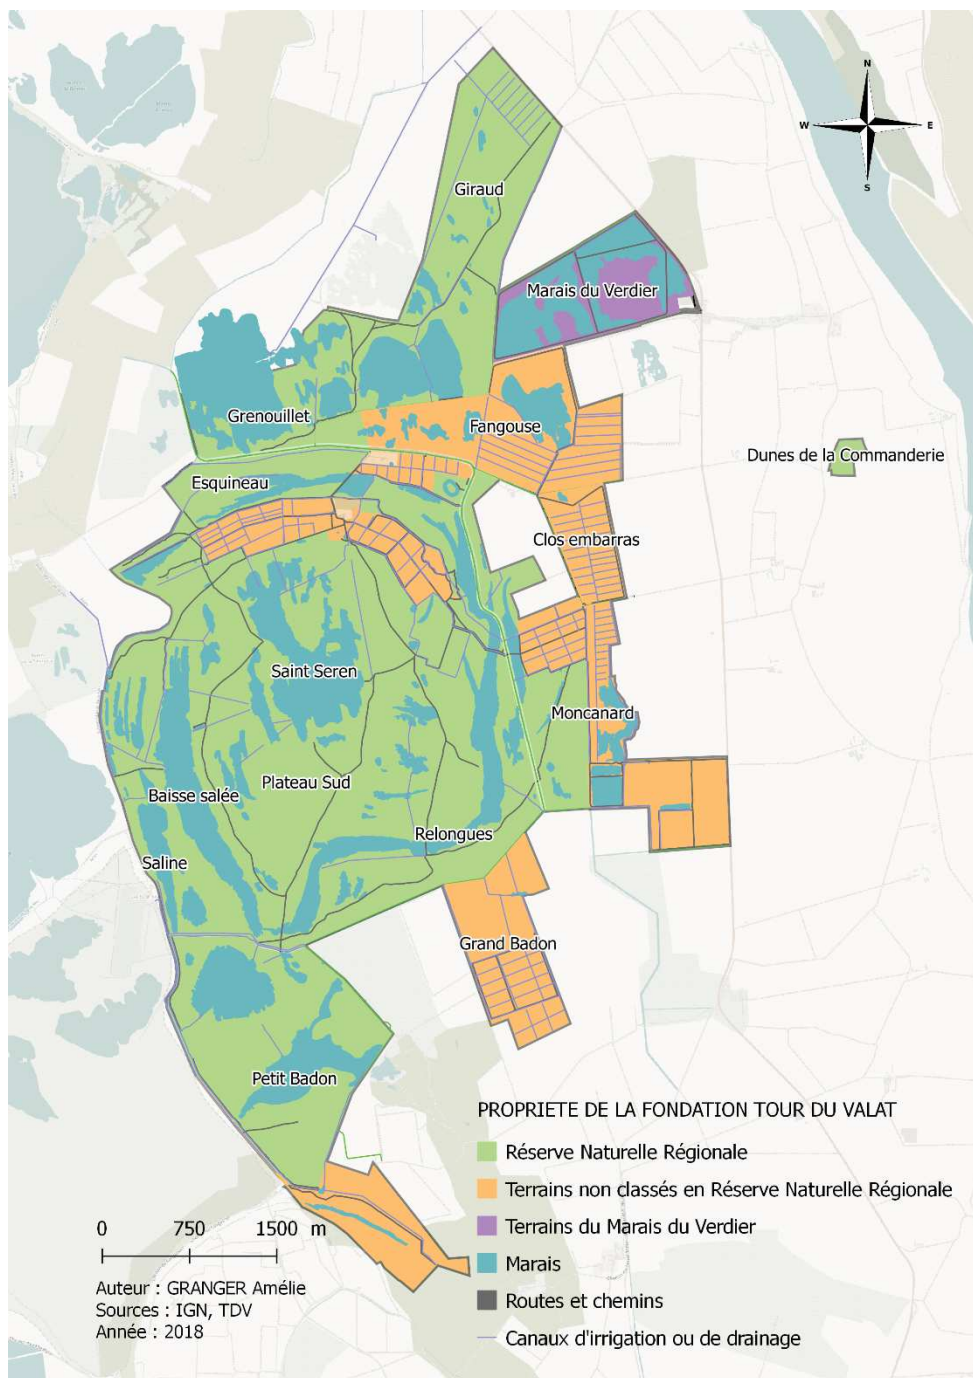 N
W
E
S
Giraud
Marais du Verdier
Grenouillet
Fangouse
Dunes de la Commanderie
Esquineau
Clos embarras
Saint Seren
Moncanard
Plateau Sud
Baisse salée
Relongues
Saline
Grand Badon
Petit Badon
PROPRIETE DE LA FONDATION TOUR DU VALAT
Réserve Naturelle Régionale
Terrains non classés en Réserve Naturelle Régionale
Terrains du Marais du Verdier
Marais
Routes et chemins
Canaux d'irrigation ou de drainage
0 750 1500 m
Auteur : GRANGER Amélie
Sources : IGN, TDV
Année : 2018